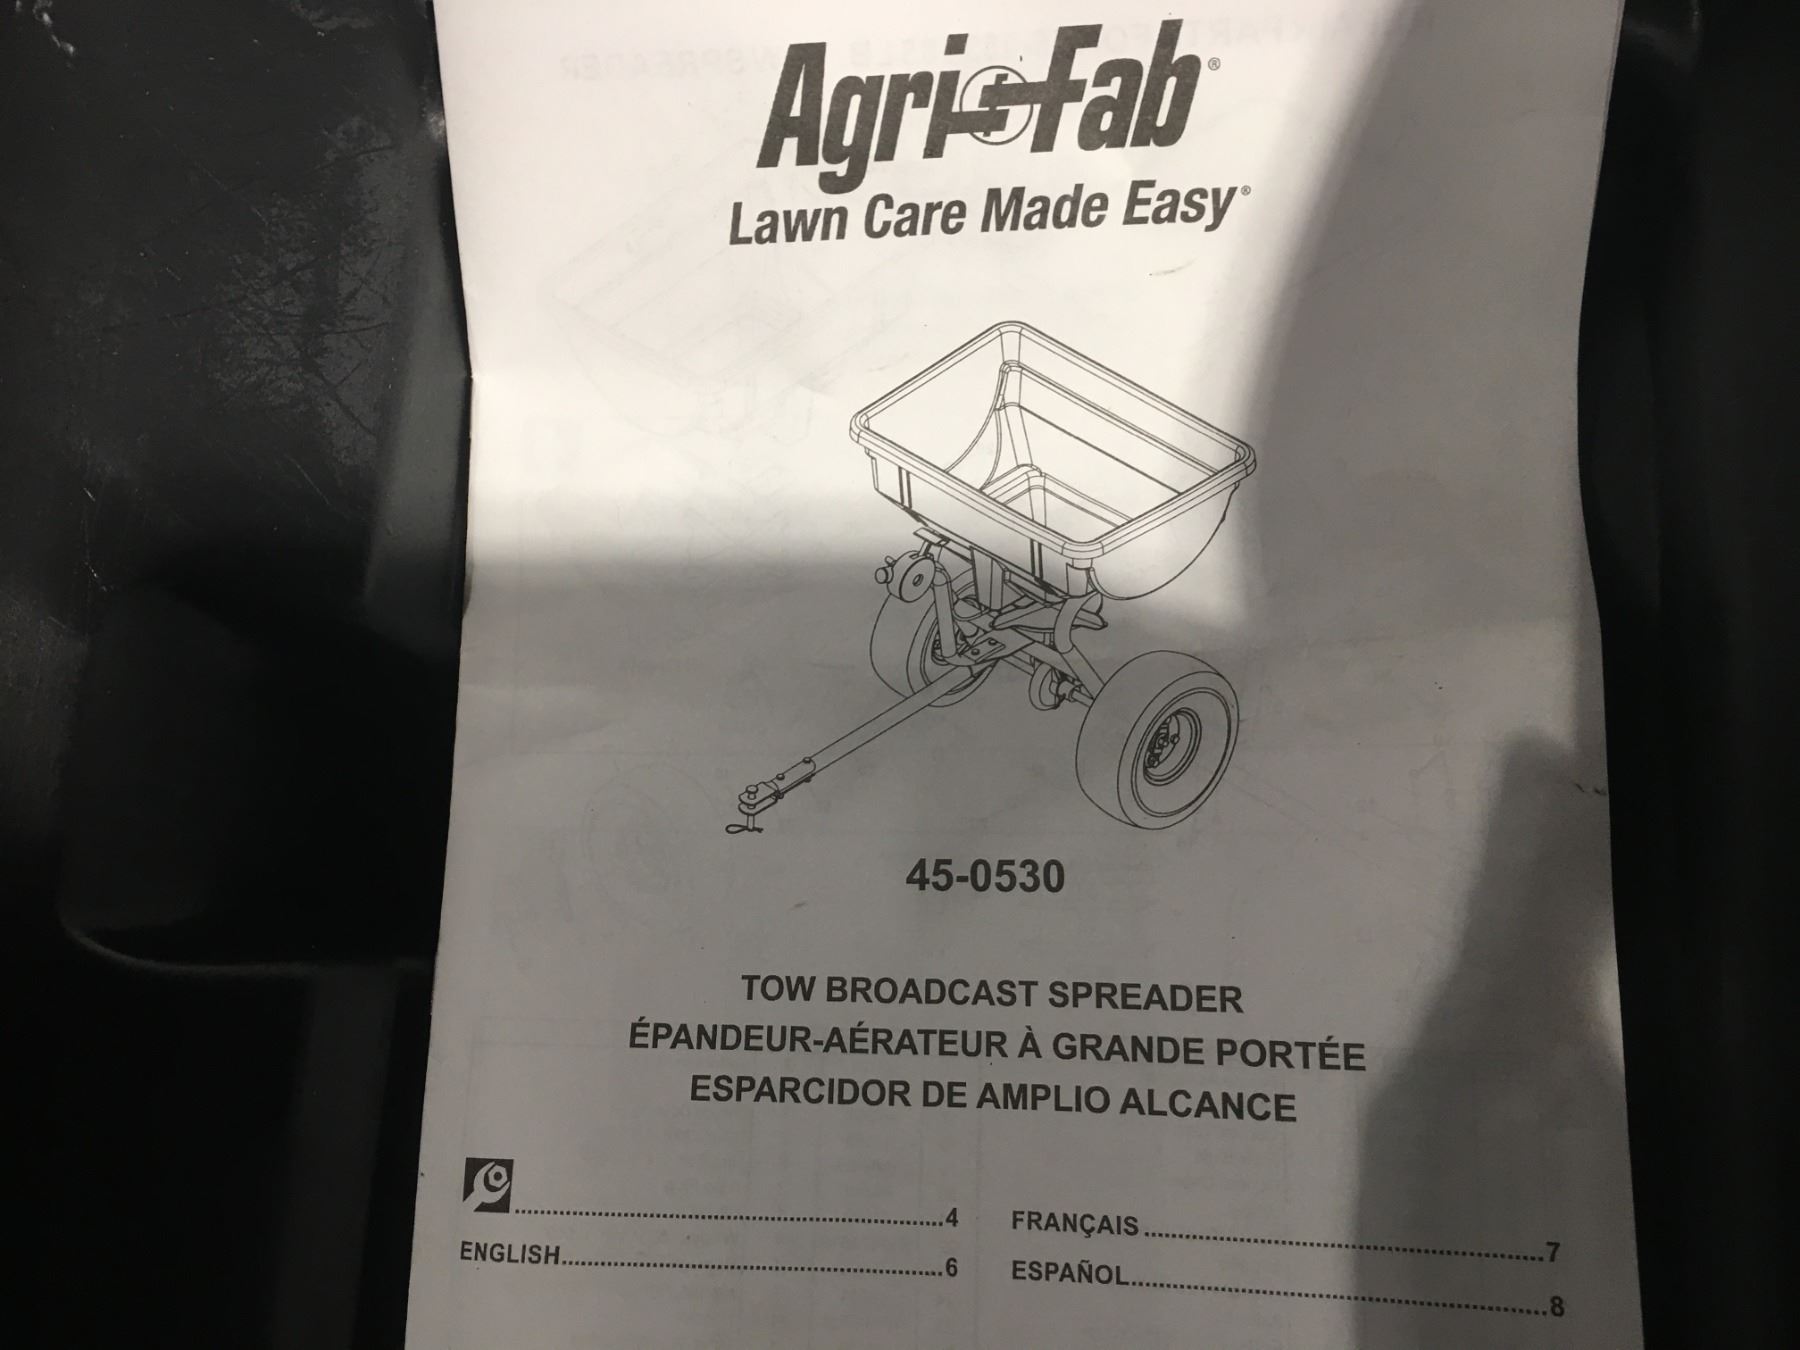 Agri-Fab®
Lawn Care Made Easy®
45-0530
TOW BROADCAST SPREADER
ÉPANDEUR-AÉRATEUR À GRANDE PORTÉE
ESPARCIDOR DE AMPLIO ALCANCE
....................................................................4
ENGLISH............................................................6
FRANÇAIS................................................................7
ESPAÑOL.................................................................8